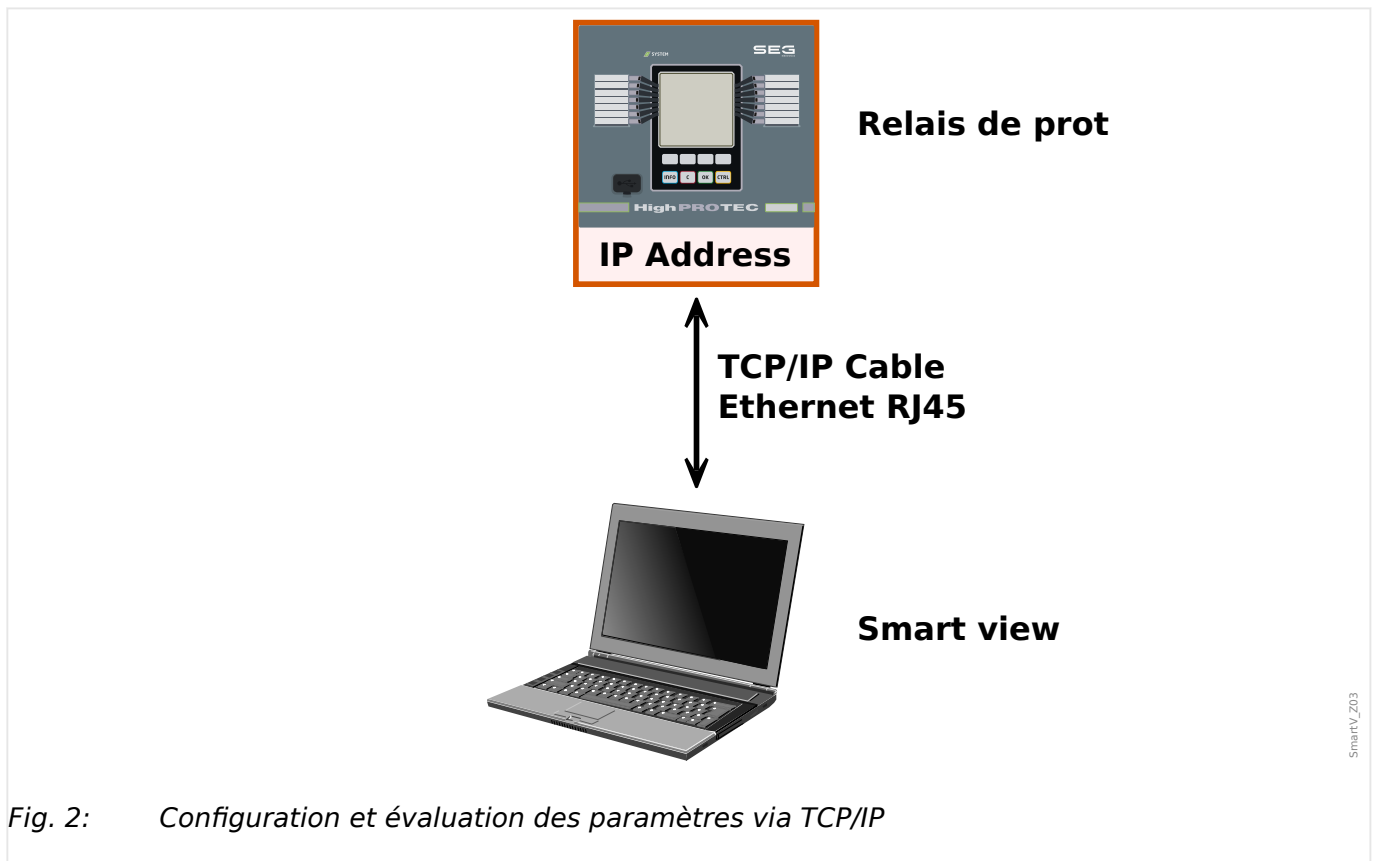 SYSTEM
SEG
INFO C OK CTRL
HighPROTEC
IP Address
Relais de prot
TCP/IP Cable
Ethernet RJ45
Smart view
SmartV_Z03
Fig. 2: Configuration et évaluation des paramètres via TCP/IP